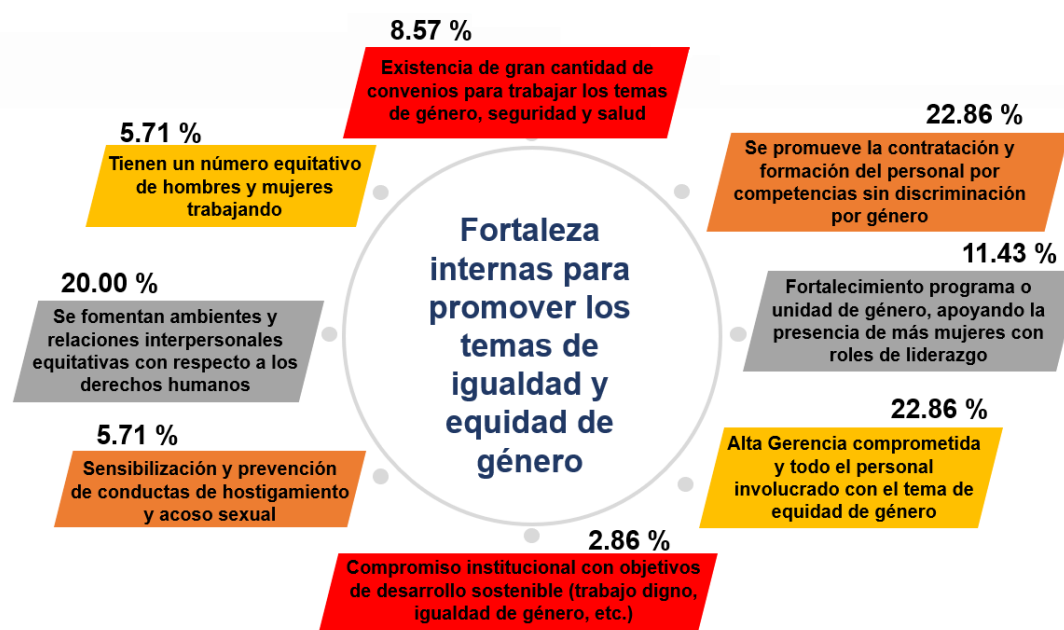 8.57 %
Existencia de gran cantidad de
convenios para trabajar los temas
de género, seguridad y salud
22.86 %
Se promueve la contratación y
formación del personal por
competencias sin discriminación
por género
11.43 %
Fortalecimiento programa o
unidad de género, apoyando la
presencia de más mujeres con
roles de liderazgo
22.86 %
Alta Gerencia comprometida
y todo el personal
involucrado con el tema de
equidad de género
2.86 %
Compromiso institucional con objetivos
de desarrollo sostenible (trabajo digno,
igualdad de género, etc.)
5.71 %
Sensibilización y prevención
de conductas de hostigamiento
y acoso sexual
20.00 %
Se fomentan ambientes y
relaciones interpersonales
equitativas con respecto a los
derechos humanos
5.71 %
Tienen un número equitativo
de hombres y mujeres
trabajando
Fortaleza
internas para
promover los
temas de
igualdad y
equidad de
género